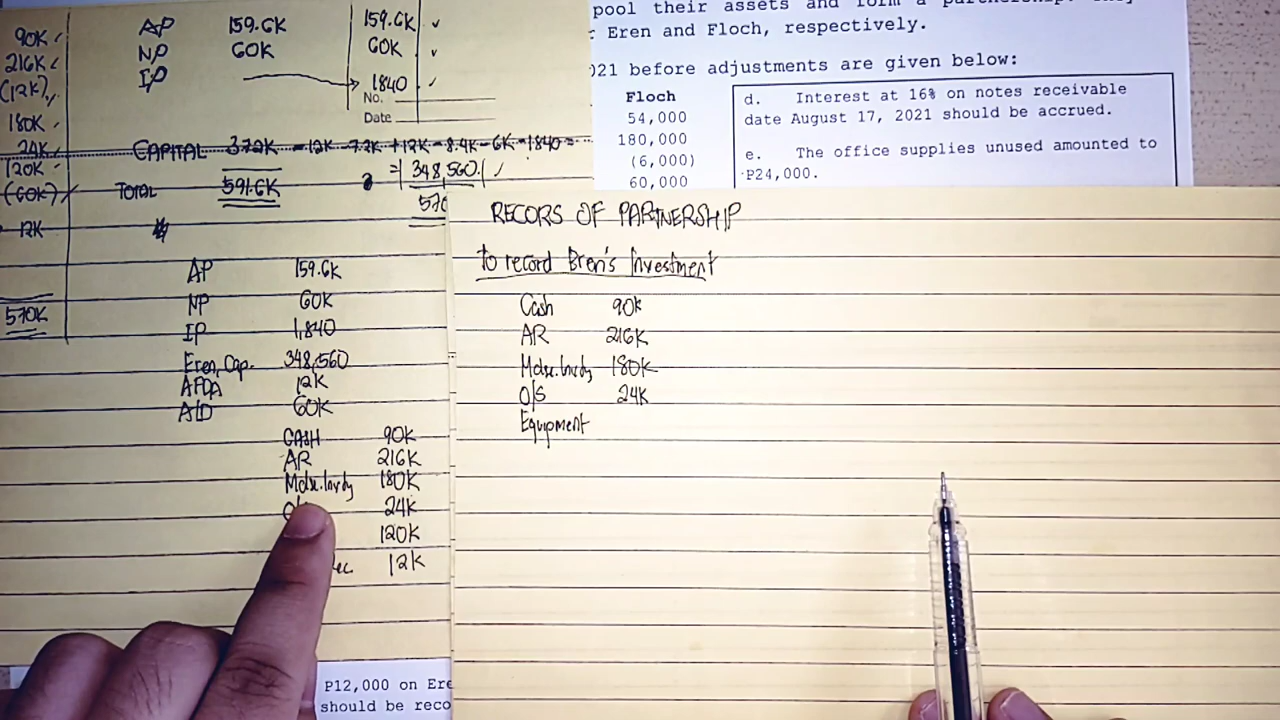 90K ✓
216K ✓
(12K) ✓
180K ✓
24K ✓
120K
(60K) ✓
12K
570K
AP 159.6K 159.6K ✓
NP 60K 60K ✓
IP 1840 ✓
No.
Date
CAPITAL 372K -12K -7.2K +12K -8.4K -6K -1840 =
= 348,560 ✓
TOTAL 591.6K
570
AP 159.6K
NP 60K
IP 1,840
Eren, Cap. 348,560
AFDA 12K
A/D 60K
CASH 90K
AR 216K
Mdse. Invty 180K
24K
120K
ec. 12K
P12,000 on Ere
should be reco
pool their assets and form a partnership.
r Eren and Floch, respectively.
021 before adjustments are given below:
Floch
54,000
180,000
(6,000)
60,000
d. Interest at 16% on notes receivable
date August 17, 2021 should be accrued.
e. The office supplies unused amounted to
P24,000.
RECORS OF PARTNERSHIP
to record Eren's Investment
Cash 90K
AR 216K
Mdse. Invty 180K
O/S 24K
Equipment